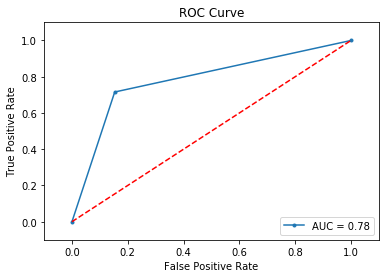 ROC Curve
True Positive Rate
1.0
0.8
0.6
0.4
0.2
0.0
0.0 0.2 0.4 0.6 0.8 1.0
False Positive Rate
AUC = 0.78